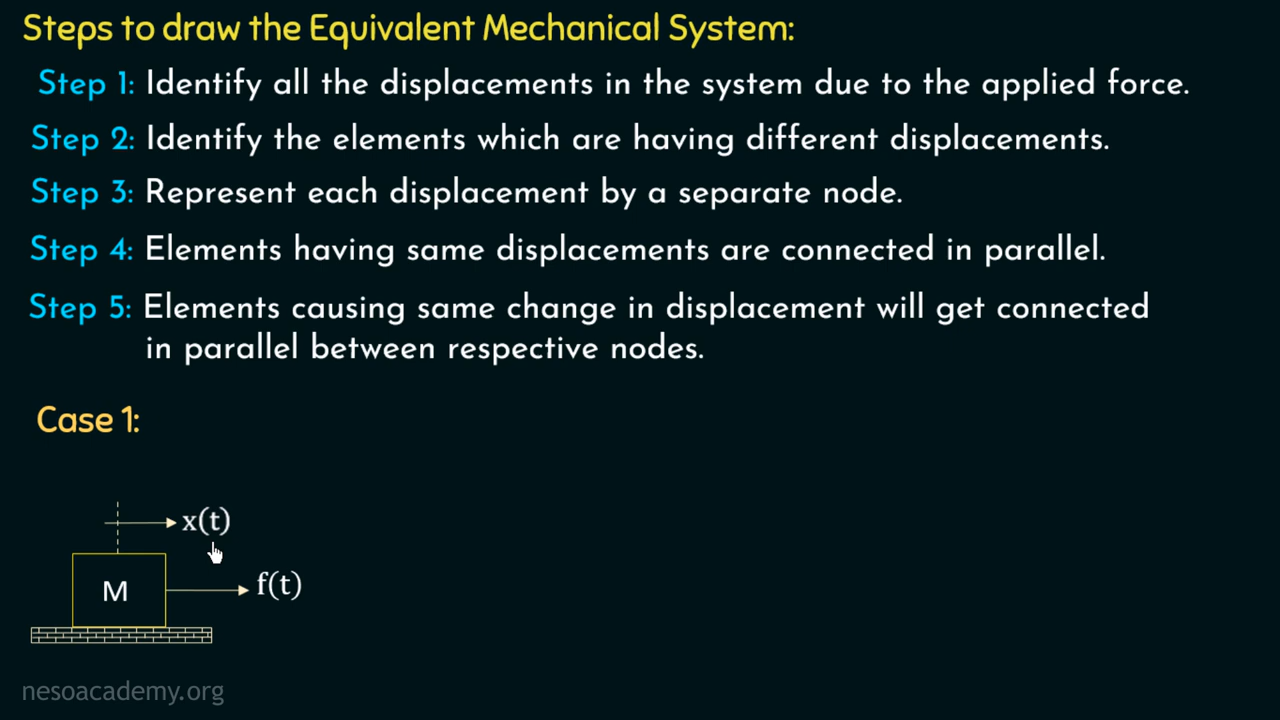 Steps to draw the Equivalent Mechanical System:
Step 1: Identify all the displacements in the system due to the applied force.
Step 2: Identify the elements which are having different displacements.
Step 3: Represent each displacement by a separate node.
Step 4: Elements having same displacements are connected in parallel.
Step 5: Elements causing same change in displacement will get connected
in parallel between respective nodes.
Case 1:
x(t)
M
f(t)
nesoacademy.org